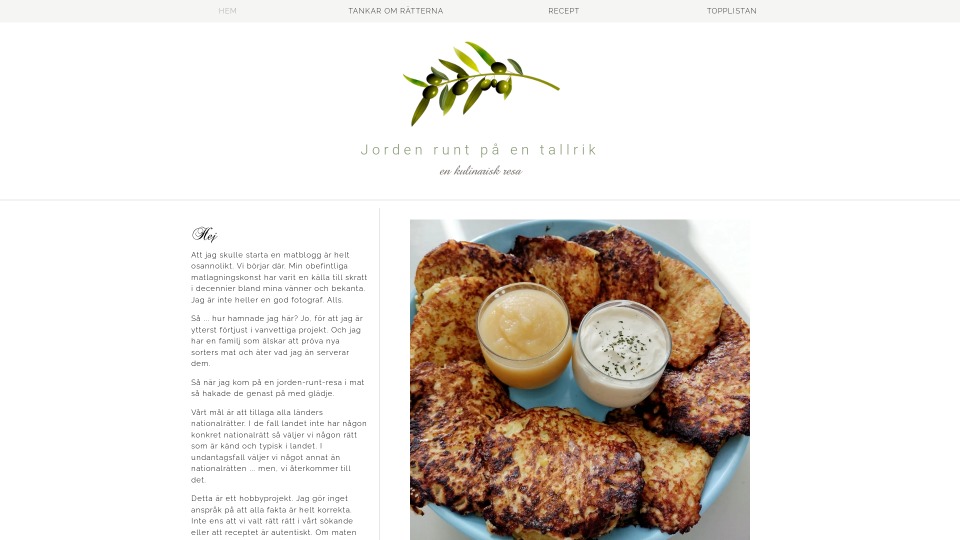 HEM
TANKAR OM RÄTTERNA
RECEPT
TOPPLISTAN
Jorden runt på en tallrik
en kulinarisk resa
Hej
Att jag skulle starta en matblogg är helt
osannolikt. Vi börjar där. Min obefintliga
matlagningskonst har varit en källa till skratt
i decennier bland mina vänner och bekanta.
Jag är inte heller en god fotograf. Alls.
Så ... hur hamnade jag här? Jo, för att jag är
ytterst förtjust i vanvettiga projekt. Och jag
har en familj som älskar att pröva nya
sorters mat och äter vad jag än serverar
dem.
Så när jag kom på en jorden-runt-resa i mat
så hakade de genast på med glädje.
Vårt mål är att tillaga alla länders
nationalrätter. I de fall landet inte har någon
konkret nationalrätt så väljer vi någon rätt
som är känd och typisk i landet. I
undantagsfall väljer vi något annat än
nationalrätten ... men, vi återkommer till
det.
Detta är ett hobbyprojekt. Jag gör inget
anspråk på att alla fakta är helt korrekta.
Inte ens att vi valt rätt rätt i vårt sökande
eller att receptet är autentiskt. Om maten